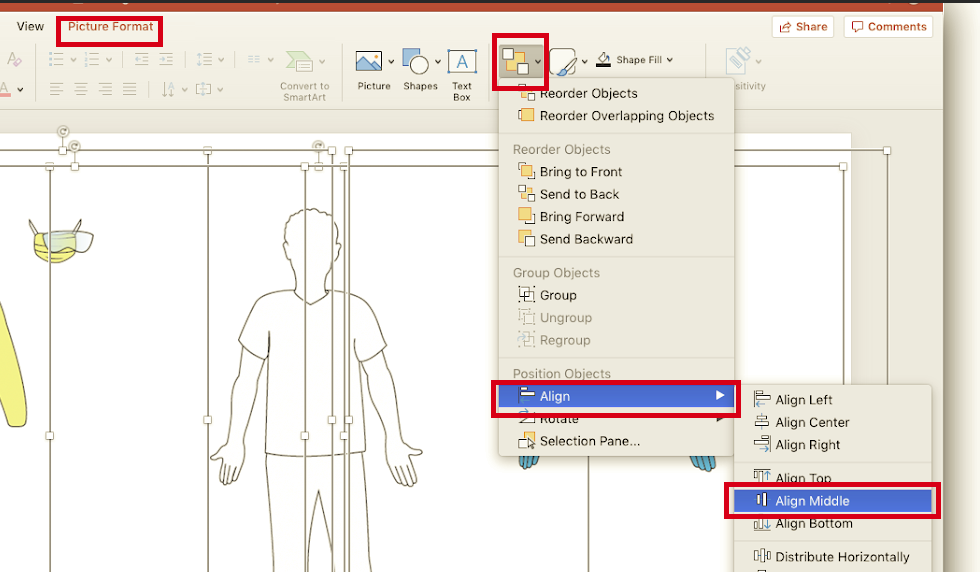 View
Picture Format
Share
Comments
Convert to
SmartArt
Picture
Shapes
Text
Box
A
Shape Fill
Reorder Objects
Reorder Overlapping Objects
Reorder Objects
Bring to Front
Send to Back
Bring Forward
Send Backward
Group Objects
Group
Ungroup
Regroup
Position Objects
Align
Rotate
Selection Pane...
Align Left
Align Center
Align Right
Align Top
Align Middle
Align Bottom
Distribute Horizontally